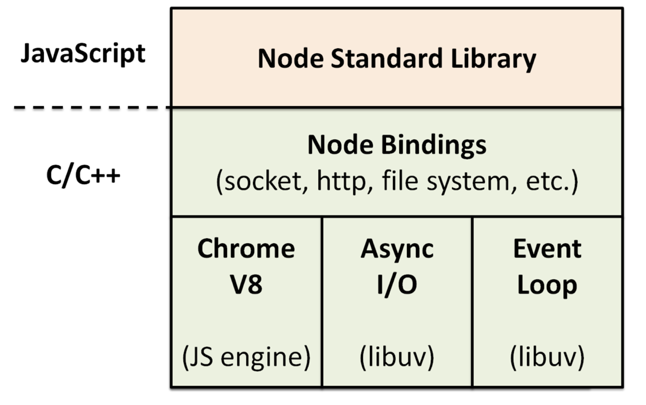 JavaScript
Node Standard Library
C/C++
Node Bindings
(socket, http, file system, etc.)
Chrome
V8
(JS engine)
Async
I/O
(libuv)
Event
Loop
(libuv)